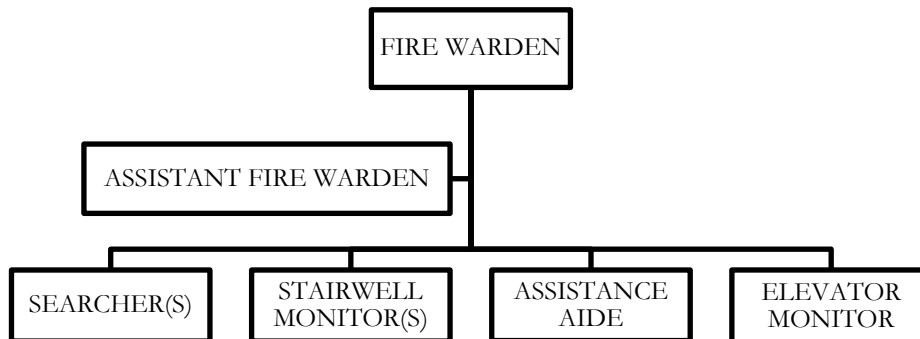 FIRE WARDEN
ASSISTANT FIRE WARDEN
SEARCHER(S)
STAIRWELL
MONITOR(S)
ASSISTANCE
AIDE
ELEVATOR
MONITOR